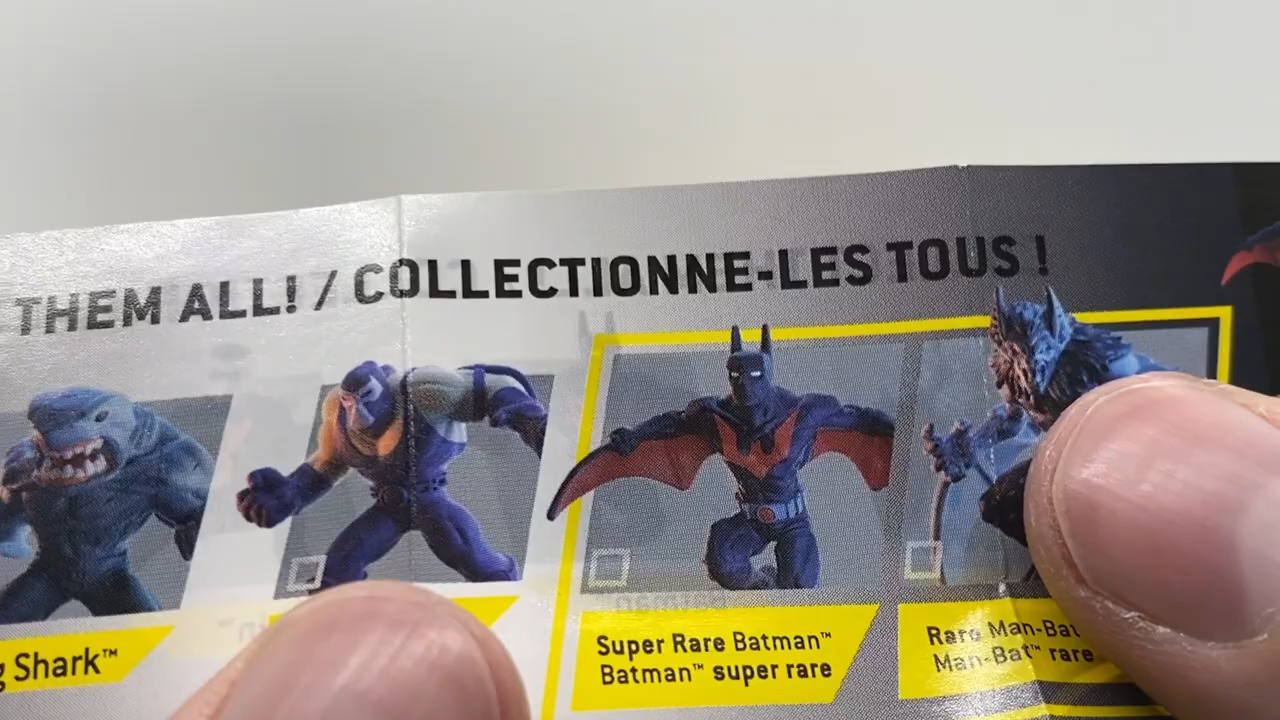 THEM ALL! / COLLECTIONNE-LES TOUS !
Shark™
Super Rare Batman™
Batman™ super rare
Rare Man-Bat
Man-Bat™ rare